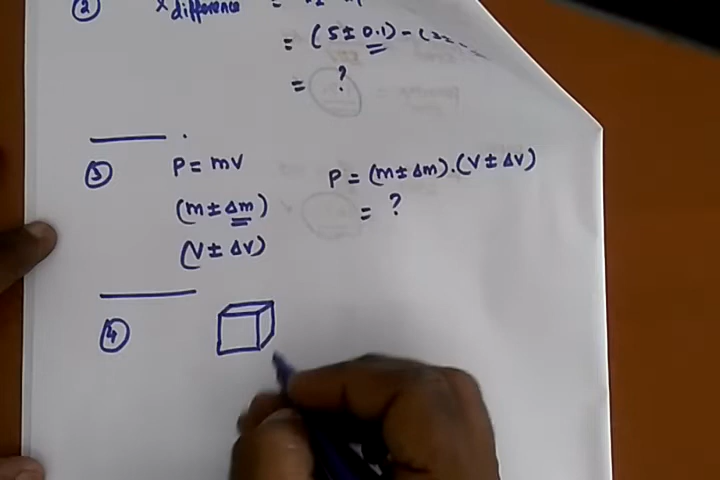 ② X difference =
= (5 ± 0.1) - (
= ?
③ P = mV P = (m ± Δm).(V ± ΔV)
(m ± Δm) = ?
(V ± ΔV)
④